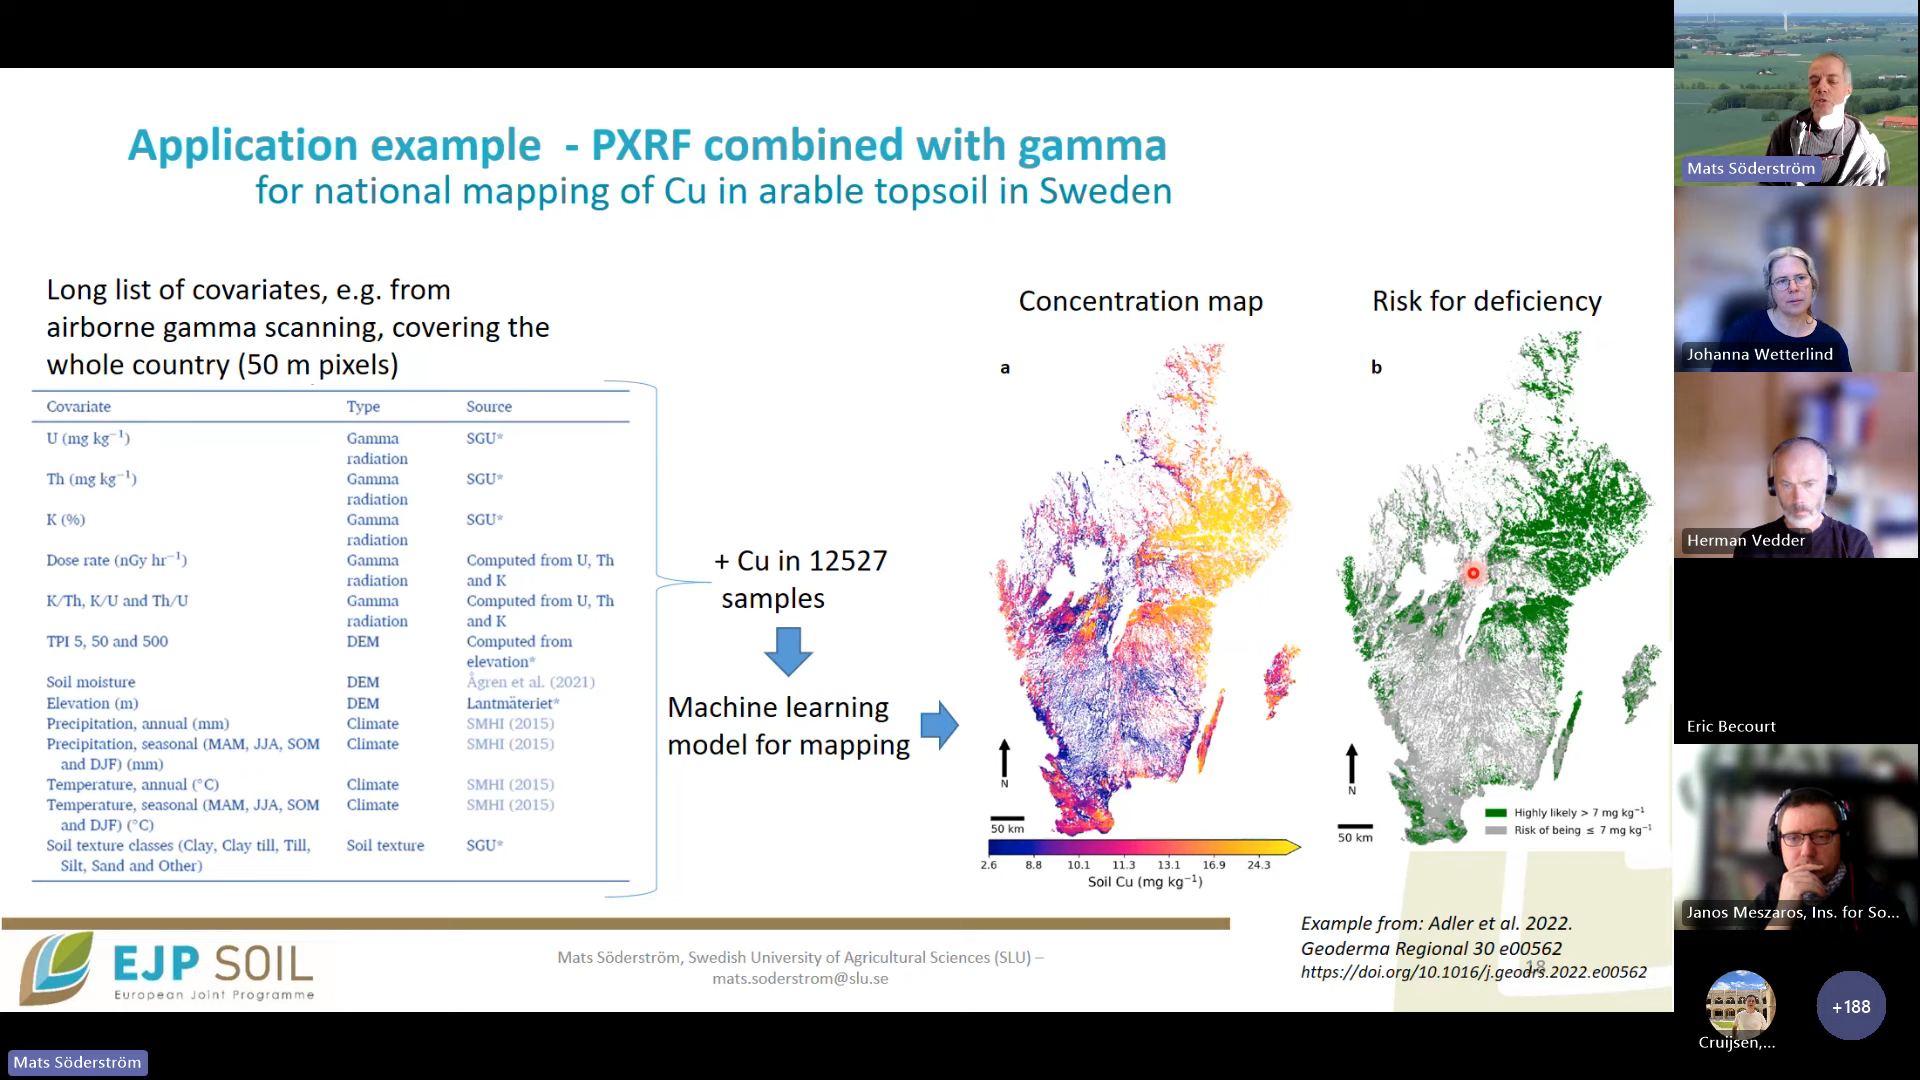 Application example - PXRF combined with gamma
for national mapping of Cu in arable topsoil in Sweden
Long list of covariates, e.g. from
airborne gamma scanning, covering the
whole country (50 m pixels)
Covariate Type Source
U (mg kg⁻¹) Gamma radiation SGU*
Th (mg kg⁻¹) Gamma radiation SGU*
K (%) Gamma radiation SGU*
Dose rate (nGy hr⁻¹) Gamma radiation Computed from U, Th and K
K/Th, K/U and Th/U Gamma radiation Computed from U, Th and K
TPI 5, 50 and 500 DEM Computed from elevation*
Soil moisture DEM Ågren et al. (2021)
Elevation (m) DEM Lantmäteriet*
Precipitation, annual (mm) Climate SMHI (2015)
Precipitation, seasonal (MAM, JJA, SOM and DJF) (mm) Climate SMHI (2015)
Temperature, annual (°C) Climate SMHI (2015)
Temperature, seasonal (MAM, JJA, SOM and DJF) (°C) Climate SMHI (2015)
Soil texture classes (Clay, Clay till, Till, Silt, Sand and Other) Soil texture SGU*
+ Cu in 12527
samples
Machine learning
model for mapping
Concentration map
a
N
50 km
2.6 8.8 10.1 11.3 13.1 16.9 24.3
Soil Cu (mg kg⁻¹)
Risk for deficiency
b
N
50 km
Highly likely > 7 mg kg⁻¹
Risk of being ≤ 7 mg kg⁻¹
Example from: Adler et al. 2022.
Geoderma Regional 30 e00562
https://doi.org/10.1016/j.geodrs.2022.e00562
18
EJP SOIL
European Joint Programme
Mats Söderström, Swedish University of Agricultural Sciences (SLU) –
mats.soderstrom@slu.se
Mats Söderström
Mats Söderström
Johanna Wetterlind
Herman Vedder
Eric Becourt
Janos Meszaros, Ins. for So...
Cruijsen,...
+188